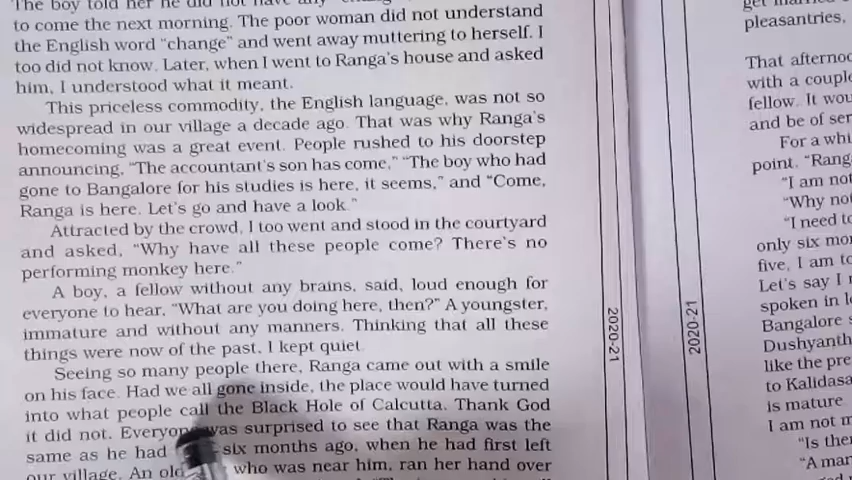 The boy told her he did not have any
to come the next morning. The poor woman did not understand
the English word “change” and went away muttering to herself. I
too did not know. Later, when I went to Ranga's house and asked
him, I understood what it meant.
This priceless commodity, the English language, was not so
widespread in our village a decade ago. That was why Ranga's
homecoming was a great event. People rushed to his doorstep
announcing, “The accountant's son has come,” “The boy who had
gone to Bangalore for his studies is here, it seems,” and “Come,
Ranga is here. Let's go and have a look.”
Attracted by the crowd, I too went and stood in the courtyard
and asked, “Why have all these people come? There's no
performing monkey here.”
A boy, a fellow without any brains, said, loud enough for
everyone to hear, “What are you doing here, then?” A youngster,
immature and without any manners. Thinking that all these
things were now of the past, I kept quiet.
Seeing so many people there, Ranga came out with a smile
on his face. Had we all gone inside, the place would have turned
into what people call the Black Hole of Calcutta. Thank God
it did not. Everyone was surprised to see that Ranga was the
same as he had six months ago, when he had first left
our village. An old who was near him, ran her hand over
2020-21
2020-21
pleasantries,
That afternoo
with a couple
fellow. It wou
and be of ser
For a whi
point. “Rang
“I am not
“Why not
“I need to
only six mo
five, I am to
Let's say I
spoken in
Bangalore s
Dushyanth
like the pre
to Kalidasa
is mature
I am not m
“Is ther
“A man